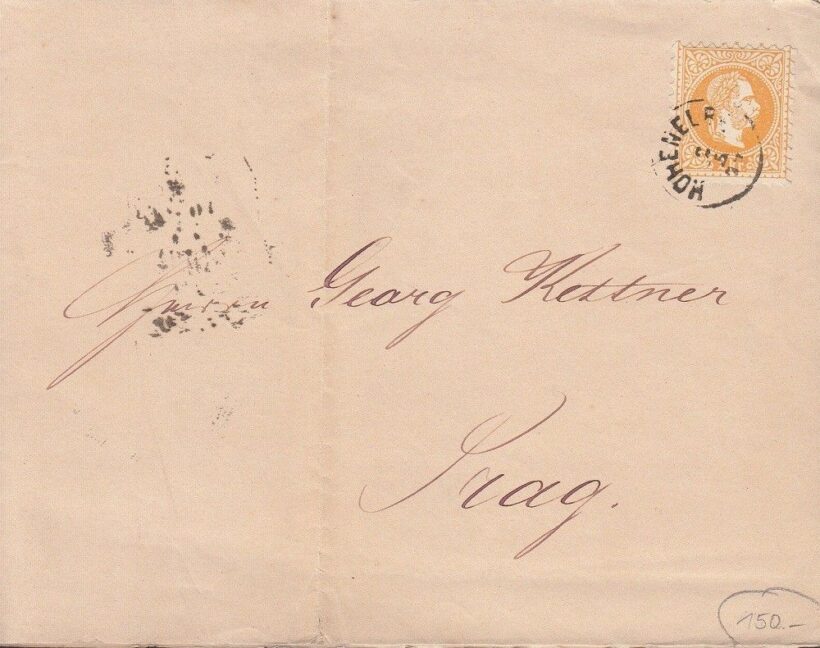 HOHENELBE
Herrn Georg Kettner
Prag.
150.-